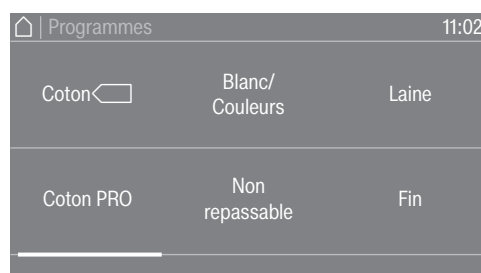 Programmes 11:02
Coton Blanc/ Laine
Couleurs
Coton PRO Non Fin
repassable